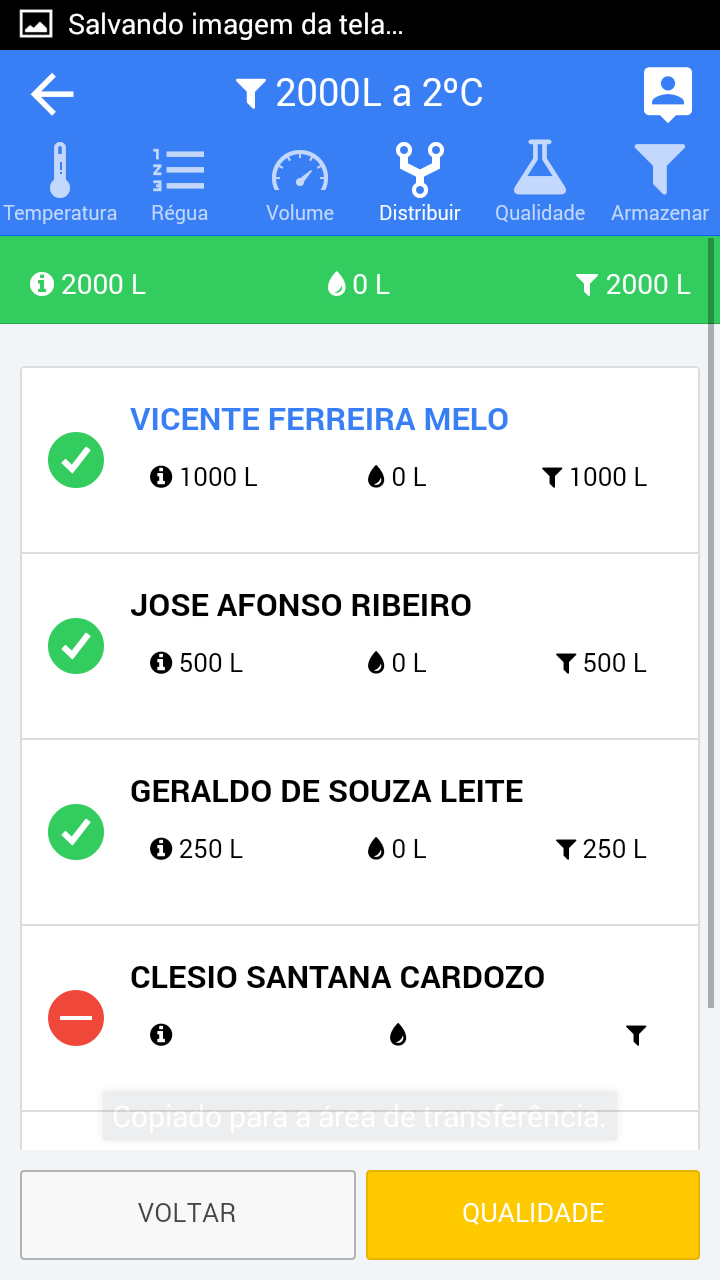 Salvando imagem da tela...
2000L a 2ºC
Temperatura Régua Volume Distribuir Qualidade Armazenar
2000 L 0 L 2000 L
VICENTE FERREIRA MELO
1000 L 0 L 1000 L
JOSE AFONSO RIBEIRO
500 L 0 L 500 L
GERALDO DE SOUZA LEITE
250 L 0 L 250 L
CLESIO SANTANA CARDOZO
Copiado para a área de transferência.
VOLTAR QUALIDADE